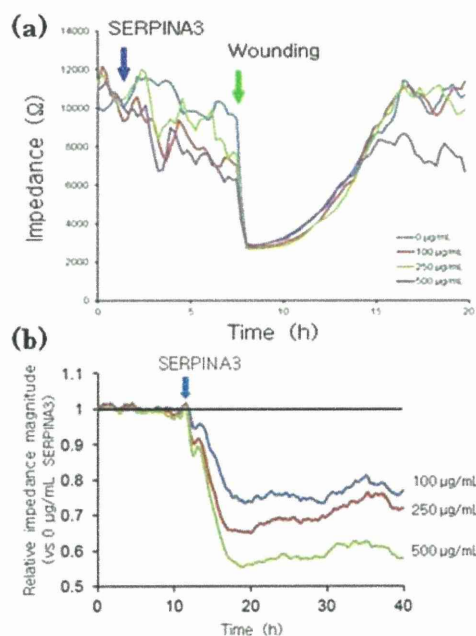 (a)
SERPINA3
Wounding
14000
12000
10000
8000
6000
4000
2000
0
Impedance (Ω)
0 µg/mL
100 µg/mL
250 µg/mL
500 µg/mL
0
5
10
15
20
Time (h)
(b)
SERPINA3
1.1
1
0.9
0.8
0.7
0.6
0.5
Relative impedance magnitude
(vs 0 µg/mL SERPINA3)
100 µg/mL
250 µg/mL
500 µg/mL
0
10
20
30
40
Time (h)